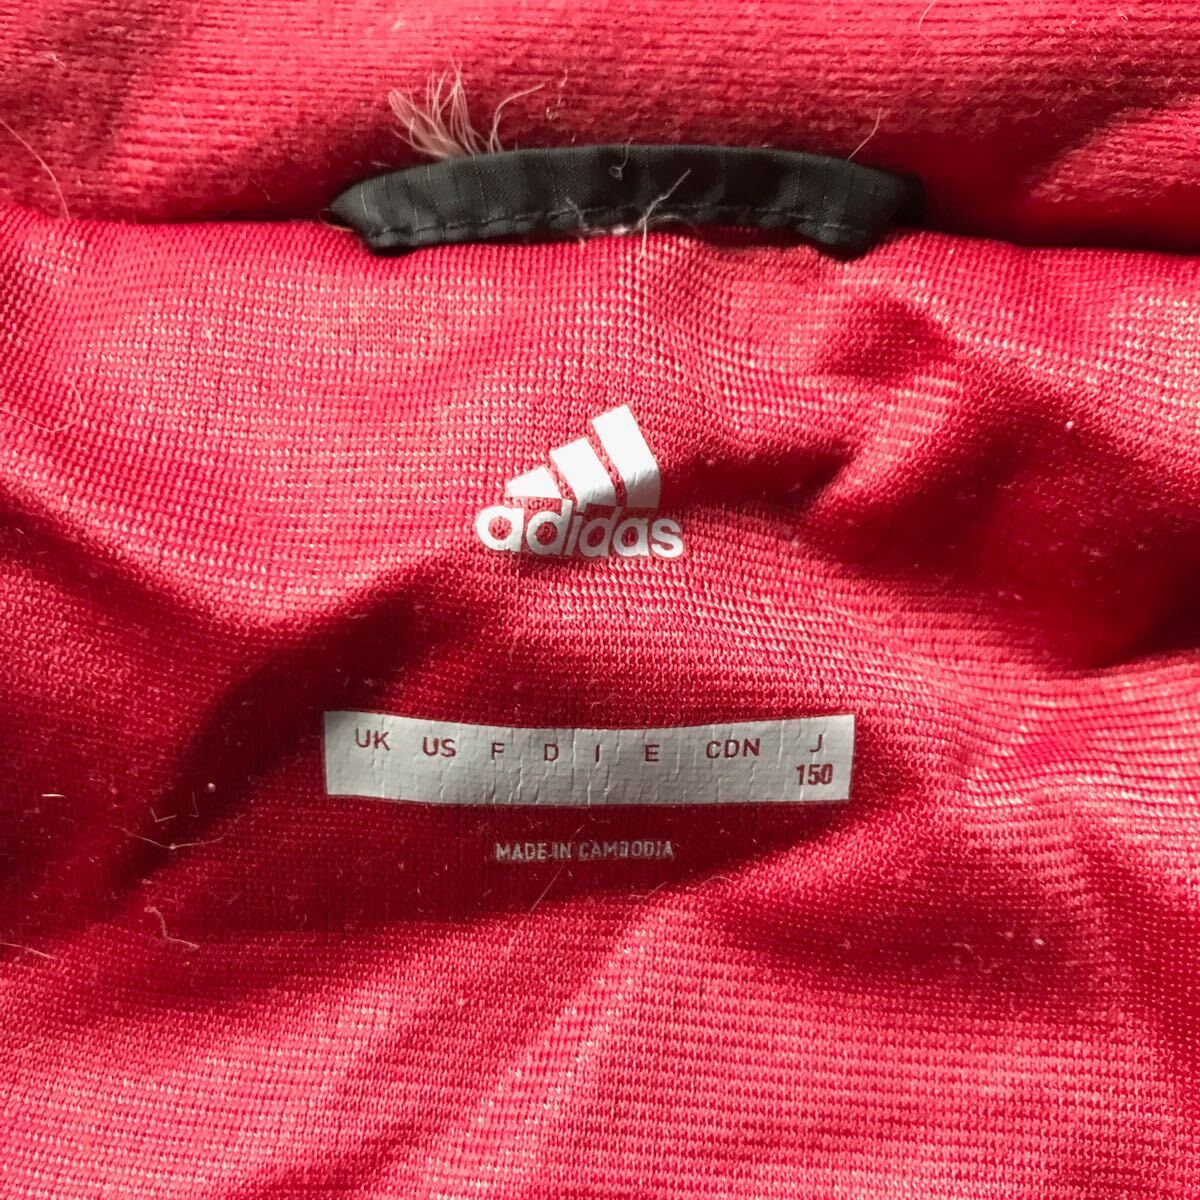 adidas
UK US F D I E CDN J
150
MADE IN CAMBODIA